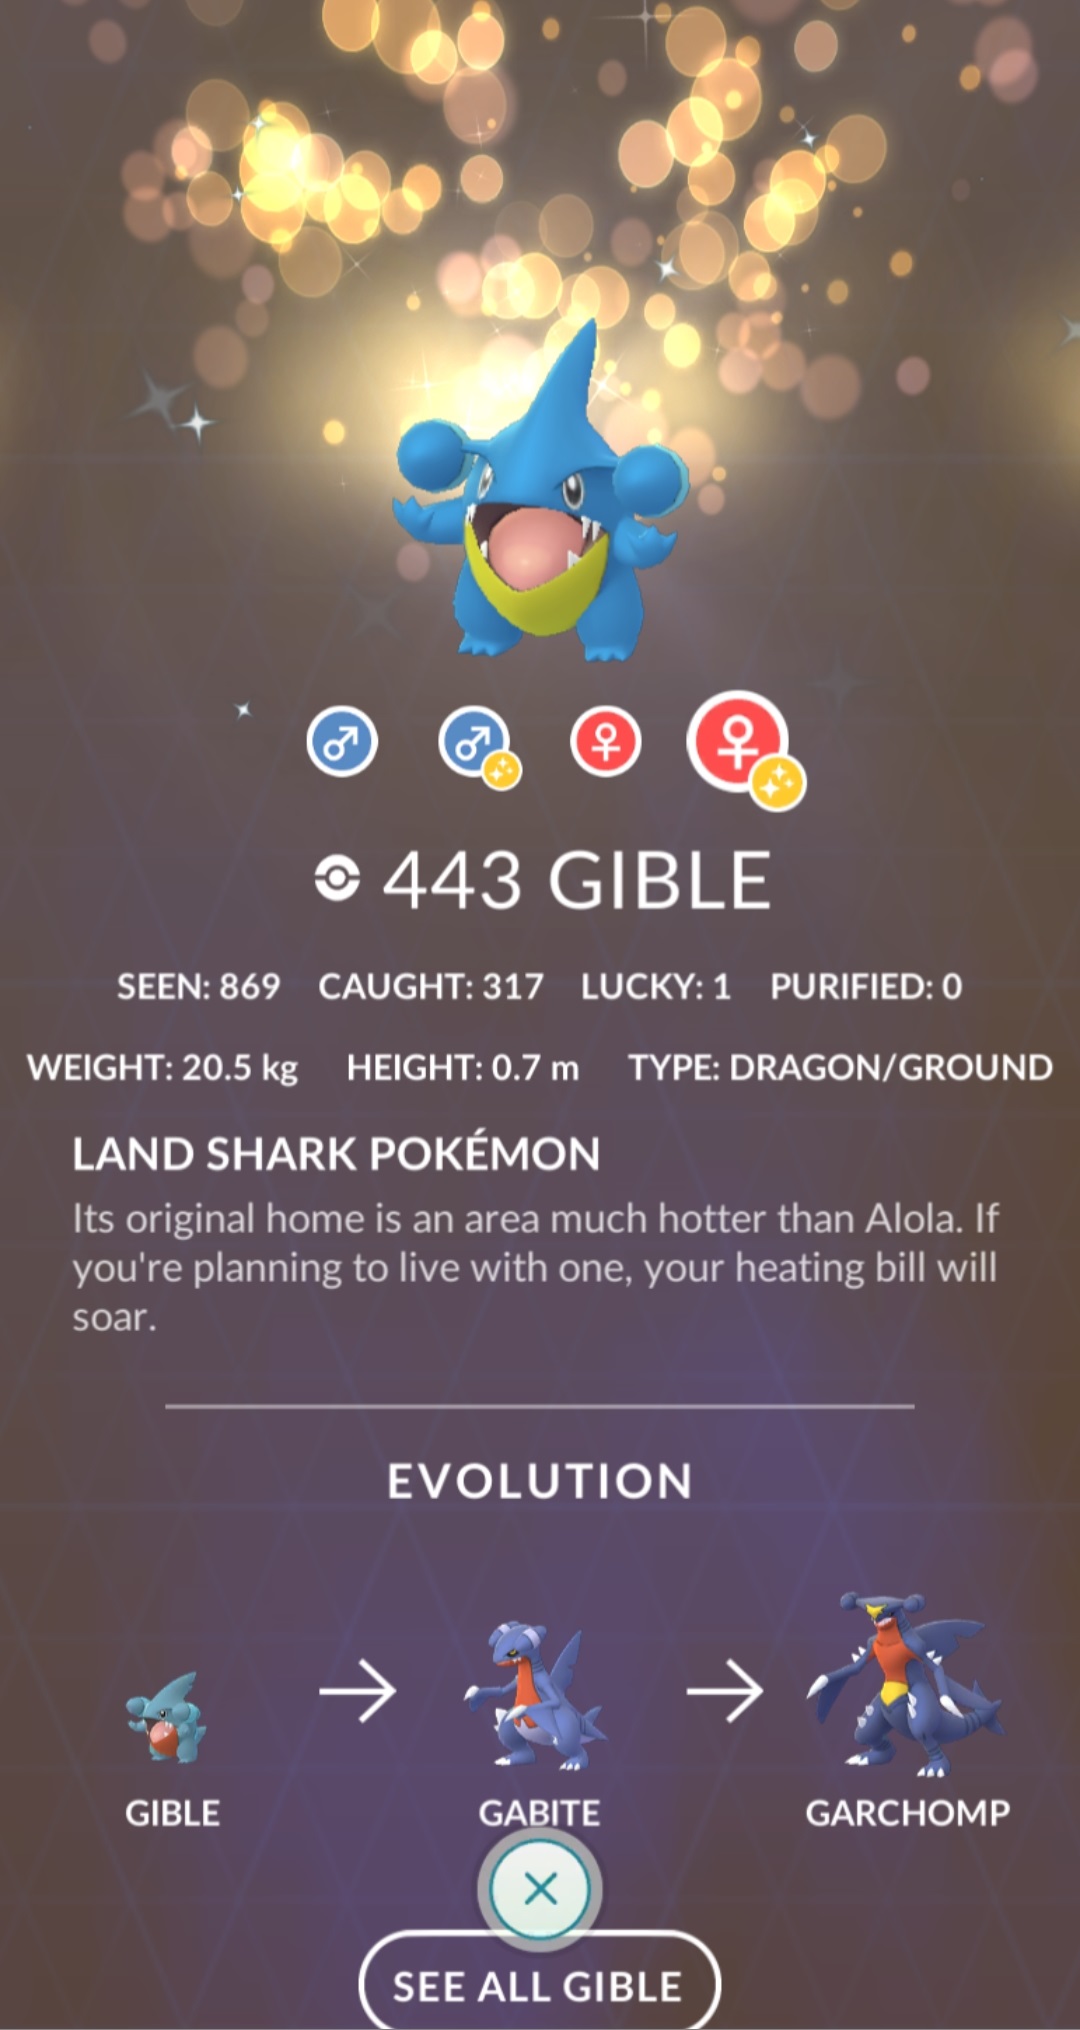 443 GIBLE
SEEN: 869 CAUGHT: 317 LUCKY: 1 PURIFIED: 0
WEIGHT: 20.5 kg HEIGHT: 0.7 m TYPE: DRAGON/GROUND
LAND SHARK POKÉMON
Its original home is an area much hotter than Alola. If
you're planning to live with one, your heating bill will
soar.
EVOLUTION
GIBLE GABITE GARCHOMP
SEE ALL GIBLE